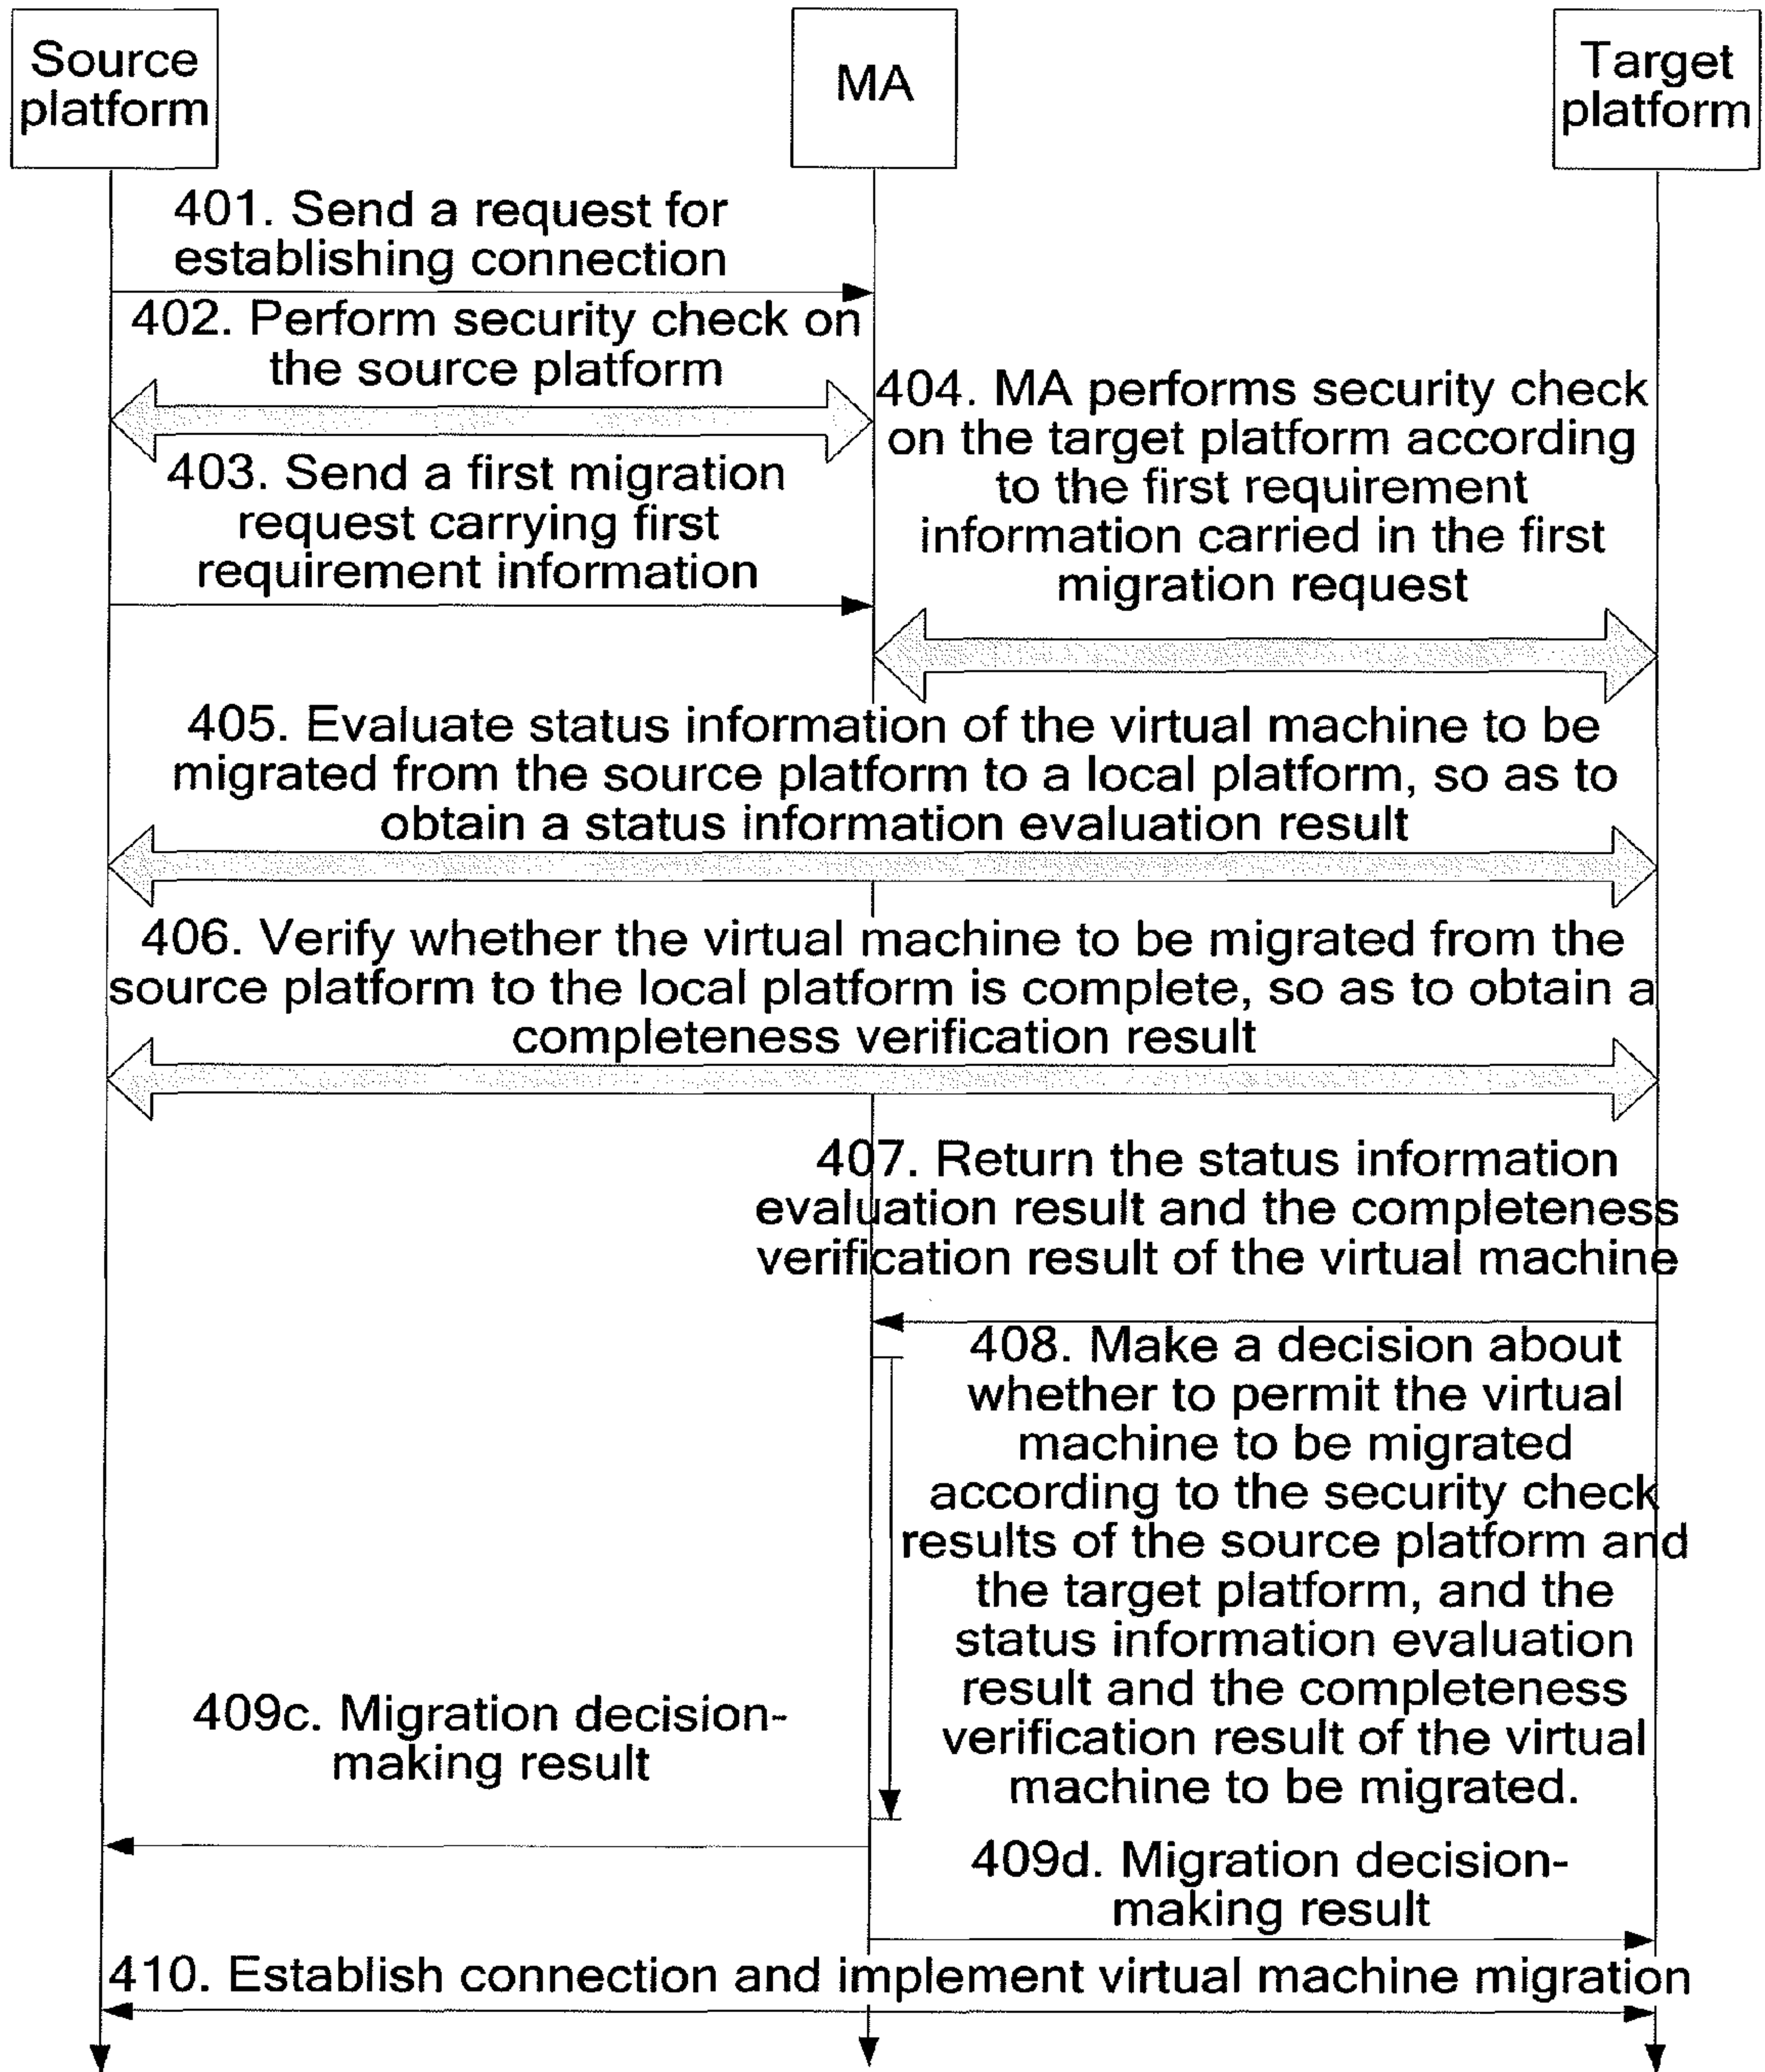 Source
platform
MA
Target
platform
401. Send a request for
establishing connection
402. Perform security check on
the source platform
403. Send a first migration
request carrying first
requirement information
404. MA performs security check
on the target platform according
to the first requirement
information carried in the first
migration request
405. Evaluate status information of the virtual machine to be
migrated from the source platform to a local platform, so as to
obtain a status information evaluation result
406. Verify whether the virtual machine to be migrated from the
source platform to the local platform is complete, so as to obtain a
completeness verification result
407. Return the status information
evaluation result and the completeness
verification result of the virtual machine
408. Make a decision about
whether to permit the virtual
machine to be migrated
according to the security check
results of the source platform and
the target platform, and the
status information evaluation
result and the completeness
verification result of the virtual
machine to be migrated.
409c. Migration decision-
making result
409d. Migration decision-
making result
410. Establish connection and implement virtual machine migration